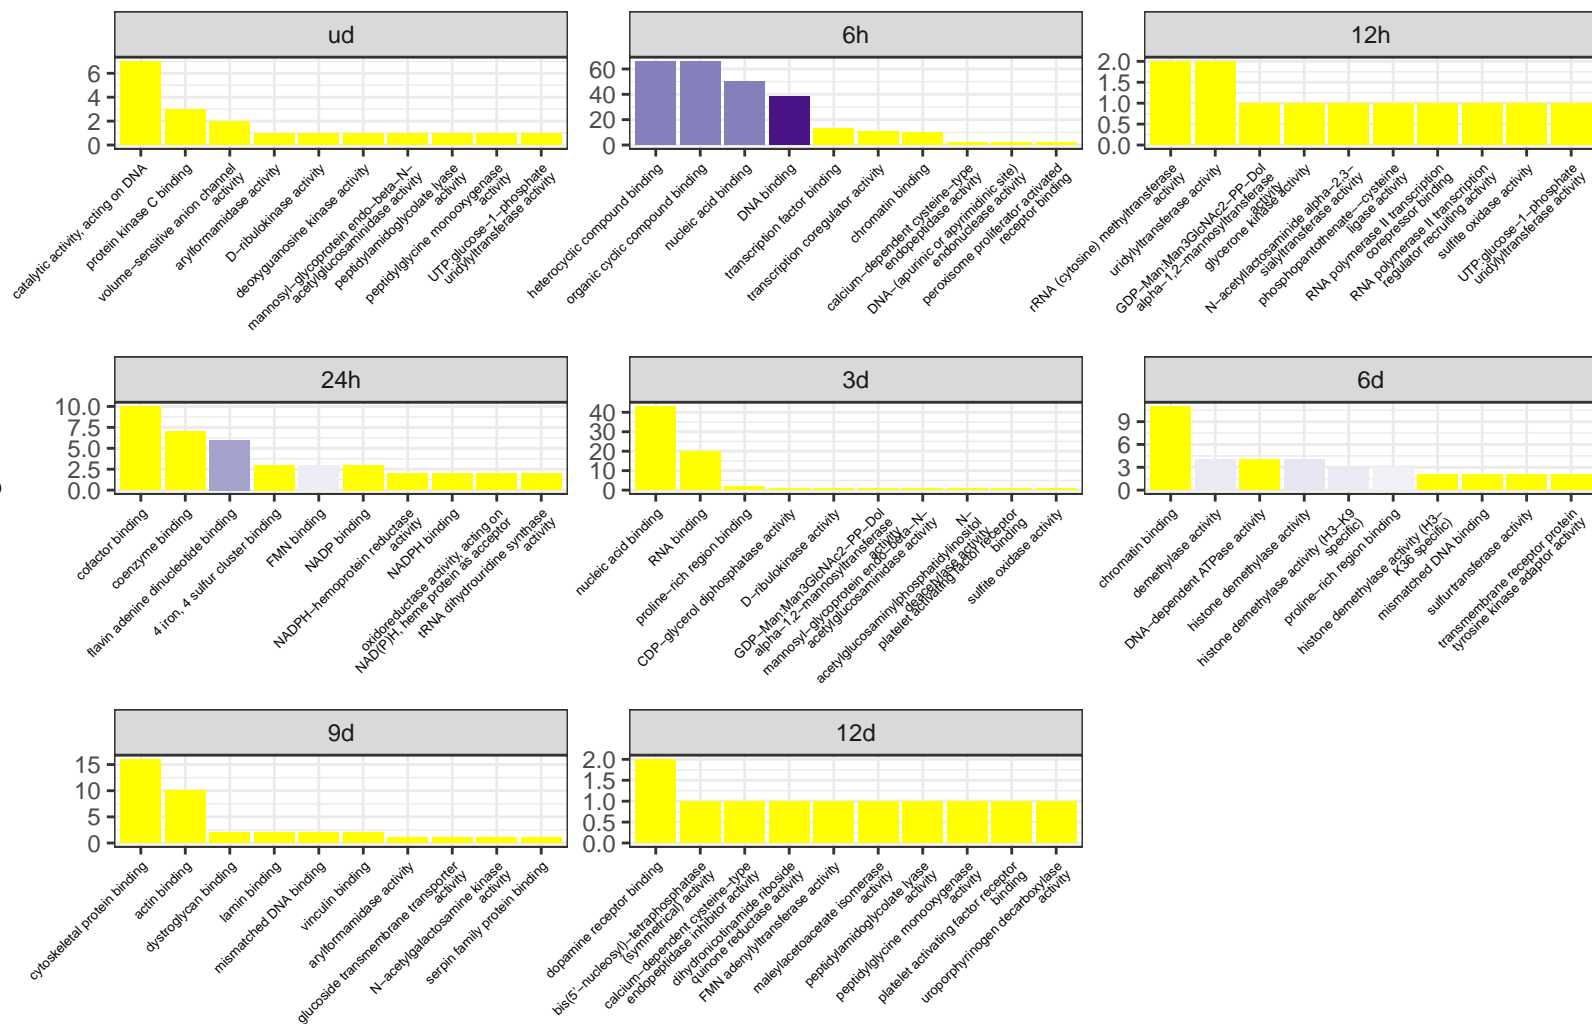 ud
6
4
2
0
catalytic activity, acting on DNA
protein kinase C binding
volume−sensitive anion channel
activity
arylformamidase activity
D−ribulokinase activity
deoxyguanosine kinase activity
mannosyl−glycoprotein endo−beta−N−
acetylglucosaminidase activity
peptidylamidoglycolate lyase
activity
peptidylglycine monooxygenase
activity
UTP:glucose−1−phosphate
uridylyltransferase activity
6h
60
40
20
0
heterocyclic compound binding
organic cyclic compound binding
nucleic acid binding
DNA binding
transcription factor binding
transcription coregulator activity
chromatin binding
calcium−dependent cysteine−type
endopeptidase activity
DNA−(apurinic or apyrimidinic site)
endonuclease activity
peroxisome proliferator activated
receptor binding
12h
2.0
1.5
1.0
0.5
0.0
rRNA (cytosine) methyltransferase
activity
uridylyltransferase activity
GDP−Man:Man3GlcNAc2−PP−Dol
alpha−1,2−mannosyltransferase
activity
glycerone kinase activity
N−acetyllactosaminide alpha−2,3−
sialyltransferase activity
phosphopantothenate−−cysteine
ligase activity
RNA polymerase II transcription
corepressor binding
RNA polymerase II transcription
regulator recruiting activity
sulfite oxidase activity
UTP:glucose−1−phosphate
uridylyltransferase activity
24h
10.0
7.5
5.0
2.5
0.0
cofactor binding
coenzyme binding
flavin adenine dinucleotide binding
4 iron, 4 sulfur cluster binding
FMN binding
NADP binding
NADPH−hemoprotein reductase
activity
NADPH binding
oxidoreductase activity, acting on
NAD(P)H, heme protein as acceptor
tRNA dihydrouridine synthase
activity
3d
40
30
20
10
0
nucleic acid binding
RNA binding
proline−rich region binding
CDP−glycerol diphosphatase activity
D−ribulokinase activity
GDP−Man:Man3GlcNAc2−PP−Dol
alpha−1,2−mannosyltransferase
activity
mannosyl−glycoprotein endo−beta−N−
acetylglucosaminidase activity
N−
acetylglucosaminylphosphatidylinositol
deacetylase activity
platelet activating factor receptor
binding
sulfite oxidase activity
6d
9
6
3
0
chromatin binding
demethylase activity
DNA−dependent ATPase activity
histone demethylase activity
histone demethylase activity (H3−K9
specific)
proline−rich region binding
histone demethylase activity (H3−
K36 specific)
mismatched DNA binding
sulfurtransferase activity
transmembrane receptor protein
tyrosine kinase adaptor activity
9d
15
10
5
0
cytoskeletal protein binding
actin binding
dystroglycan binding
lamin binding
mismatched DNA binding
vinculin binding
arylformamidase activity
glucoside transmembrane transporter
activity
N−acetylgalactosamine kinase
activity
serpin family protein binding
12d
2.0
1.5
1.0
0.5
0.0
dopamine receptor binding
bis(5'−nucleosyl)−tetraphosphatase
(symmetrical) activity
calcium−dependent cysteine−type
endopeptidase inhibitor activity
dihydronicotinamide riboside
quinone reductase activity
FMN adenylyltransferase activity
maleylacetoacetate isomerase
activity
peptidylamidoglycolate lyase
activity
peptidylglycine monooxygenase
activity
platelet activating factor receptor
binding
uroporphyrinogen decarboxylase
activity